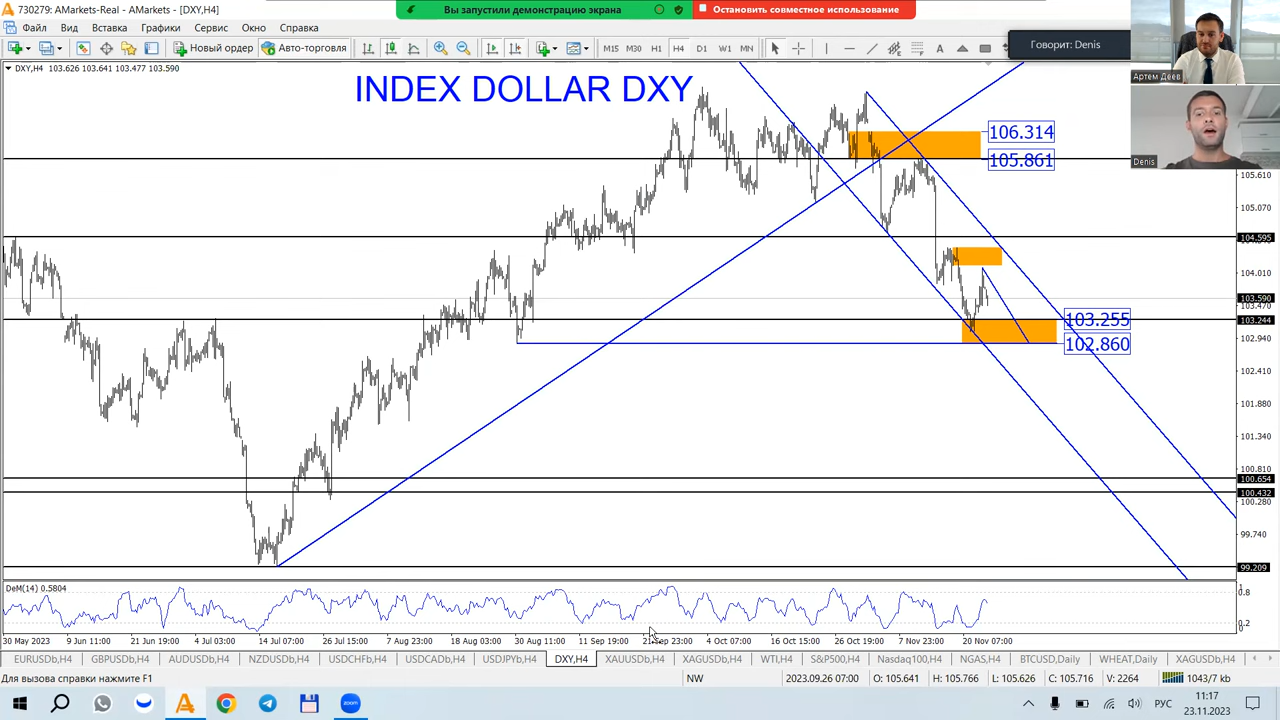 730279: AMarkets-Real - AMarkets - [DXY,H4]
Вы запустили демонстрацию экрана
Остановить совместное использование
Файл Вид Вставка Графики Сервис Окно Справка
Новый ордер Авто-торговля M15 M30 H1 H4 D1 W1 MN
Говорит: Denis
Артем Деев
Denis
DXY,H4 103.626 103.641 103.477 103.590
INDEX DOLLAR DXY
106.314
105.861
103.255
102.860
105.610
105.070
104.595
104.010
103.590
103.470
103.244
102.940
102.410
101.880
101.340
100.810
100.654
100.432
100.280
99.740
99.209
DeM(14) 0.5804
1
0.8
0.2
0
30 May 2023 9 Jun 11:00 21 Jun 19:00 4 Jul 03:00 14 Jul 07:00 26 Jul 15:00 7 Aug 23:00 18 Aug 03:00 30 Aug 11:00 11 Sep 19:00 21 Sep 23:00 4 Oct 07:00 16 Oct 15:00 26 Oct 19:00 7 Nov 23:00 20 Nov 07:00
EURUSDb,H4 GBPUSDb,H4 AUDUSDb,H4 NZDUSDb,H4 USDCHFb,H4 USDCADb,H4 USDJPYb,H4 DXY,H4 XAUUSDb,H4 XAGUSDb,H4 WTI,H4 S&P500,H4 Nasdaq100,H4 NGAS,H4 BTCUSD,Daily WHEAT,Daily XAGUSDb,H4
Для вызова справки нажмите F1 NW 2023.09.26 07:00 O: 105.641 H: 105.766 L: 105.626 C: 105.716 V: 2264 1043/7 kb
zoom
РУС
11:17
23.11.2023